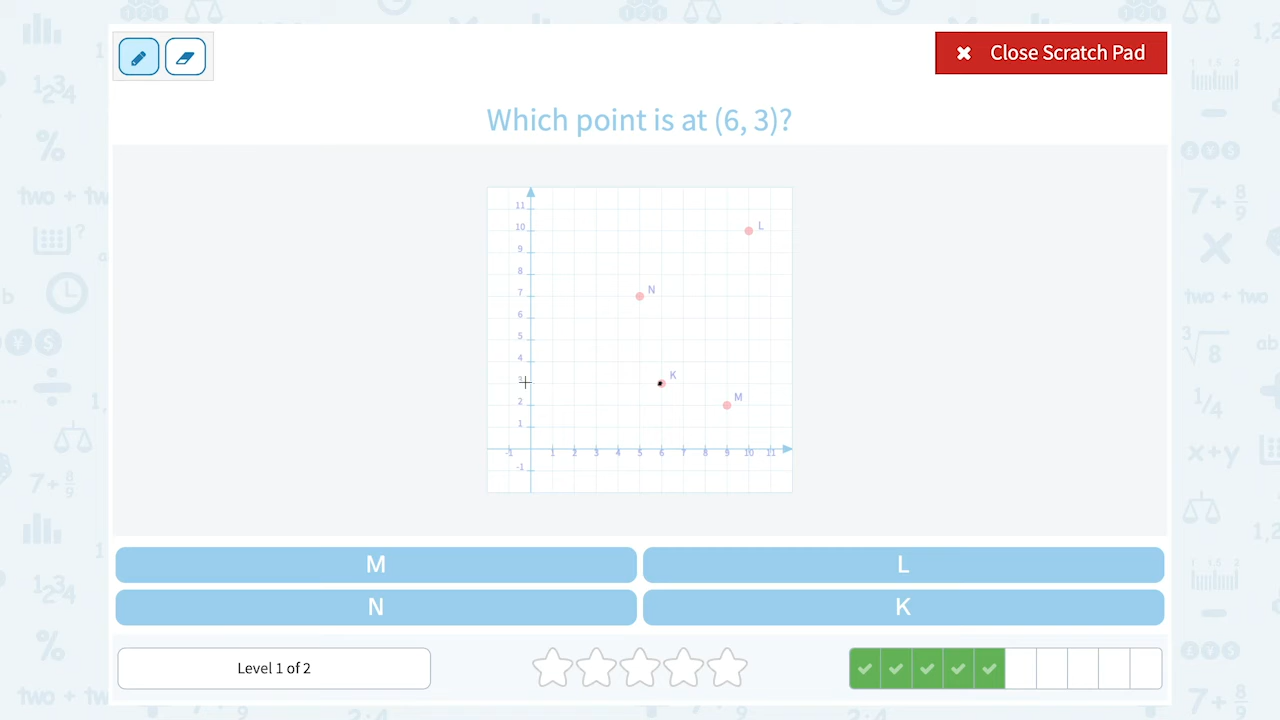 Close Scratch Pad
Which point is at (6, 3)?
11
10
9
8
7
6
5
4
3
2
1
-1
-1 1 2 3 4 5 6 7 8 9 10 11
L
N
K
M
M
L
N
K
Level 1 of 2